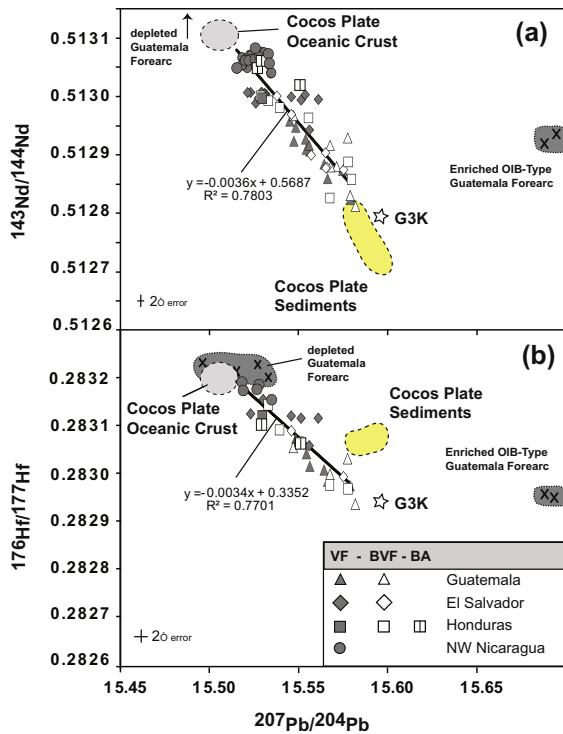 (a)
depleted
Guatemala
Forearc
Cocos Plate
Oceanic Crust
0.5131
0.5130
0.5129
0.5128
0.5127
0.5126
143Nd/144Nd
y=-0.0036x + 0.5687
R² = 0.7803
Enriched OIB-Type
Guatemala Forearc
G3K
Cocos Plate
Sediments
2Ò error
(b)
0.2832
0.2831
0.2830
0.2829
0.2828
0.2827
0.2826
176Hf/177Hf
depleted
Guatemala
Forearc
Cocos Plate
Oceanic Crust
Cocos Plate
Sediments
Enriched OIB-Type
Guatemala Forearc
y=-0.0034x + 0.3352
R² = 0.7701
G3K
2Ò error
VF - BVF - BA
Guatemala
El Salvador
Honduras
NW Nicaragua
15.45
15.50
15.55
15.60
15.65
207Pb/204Pb